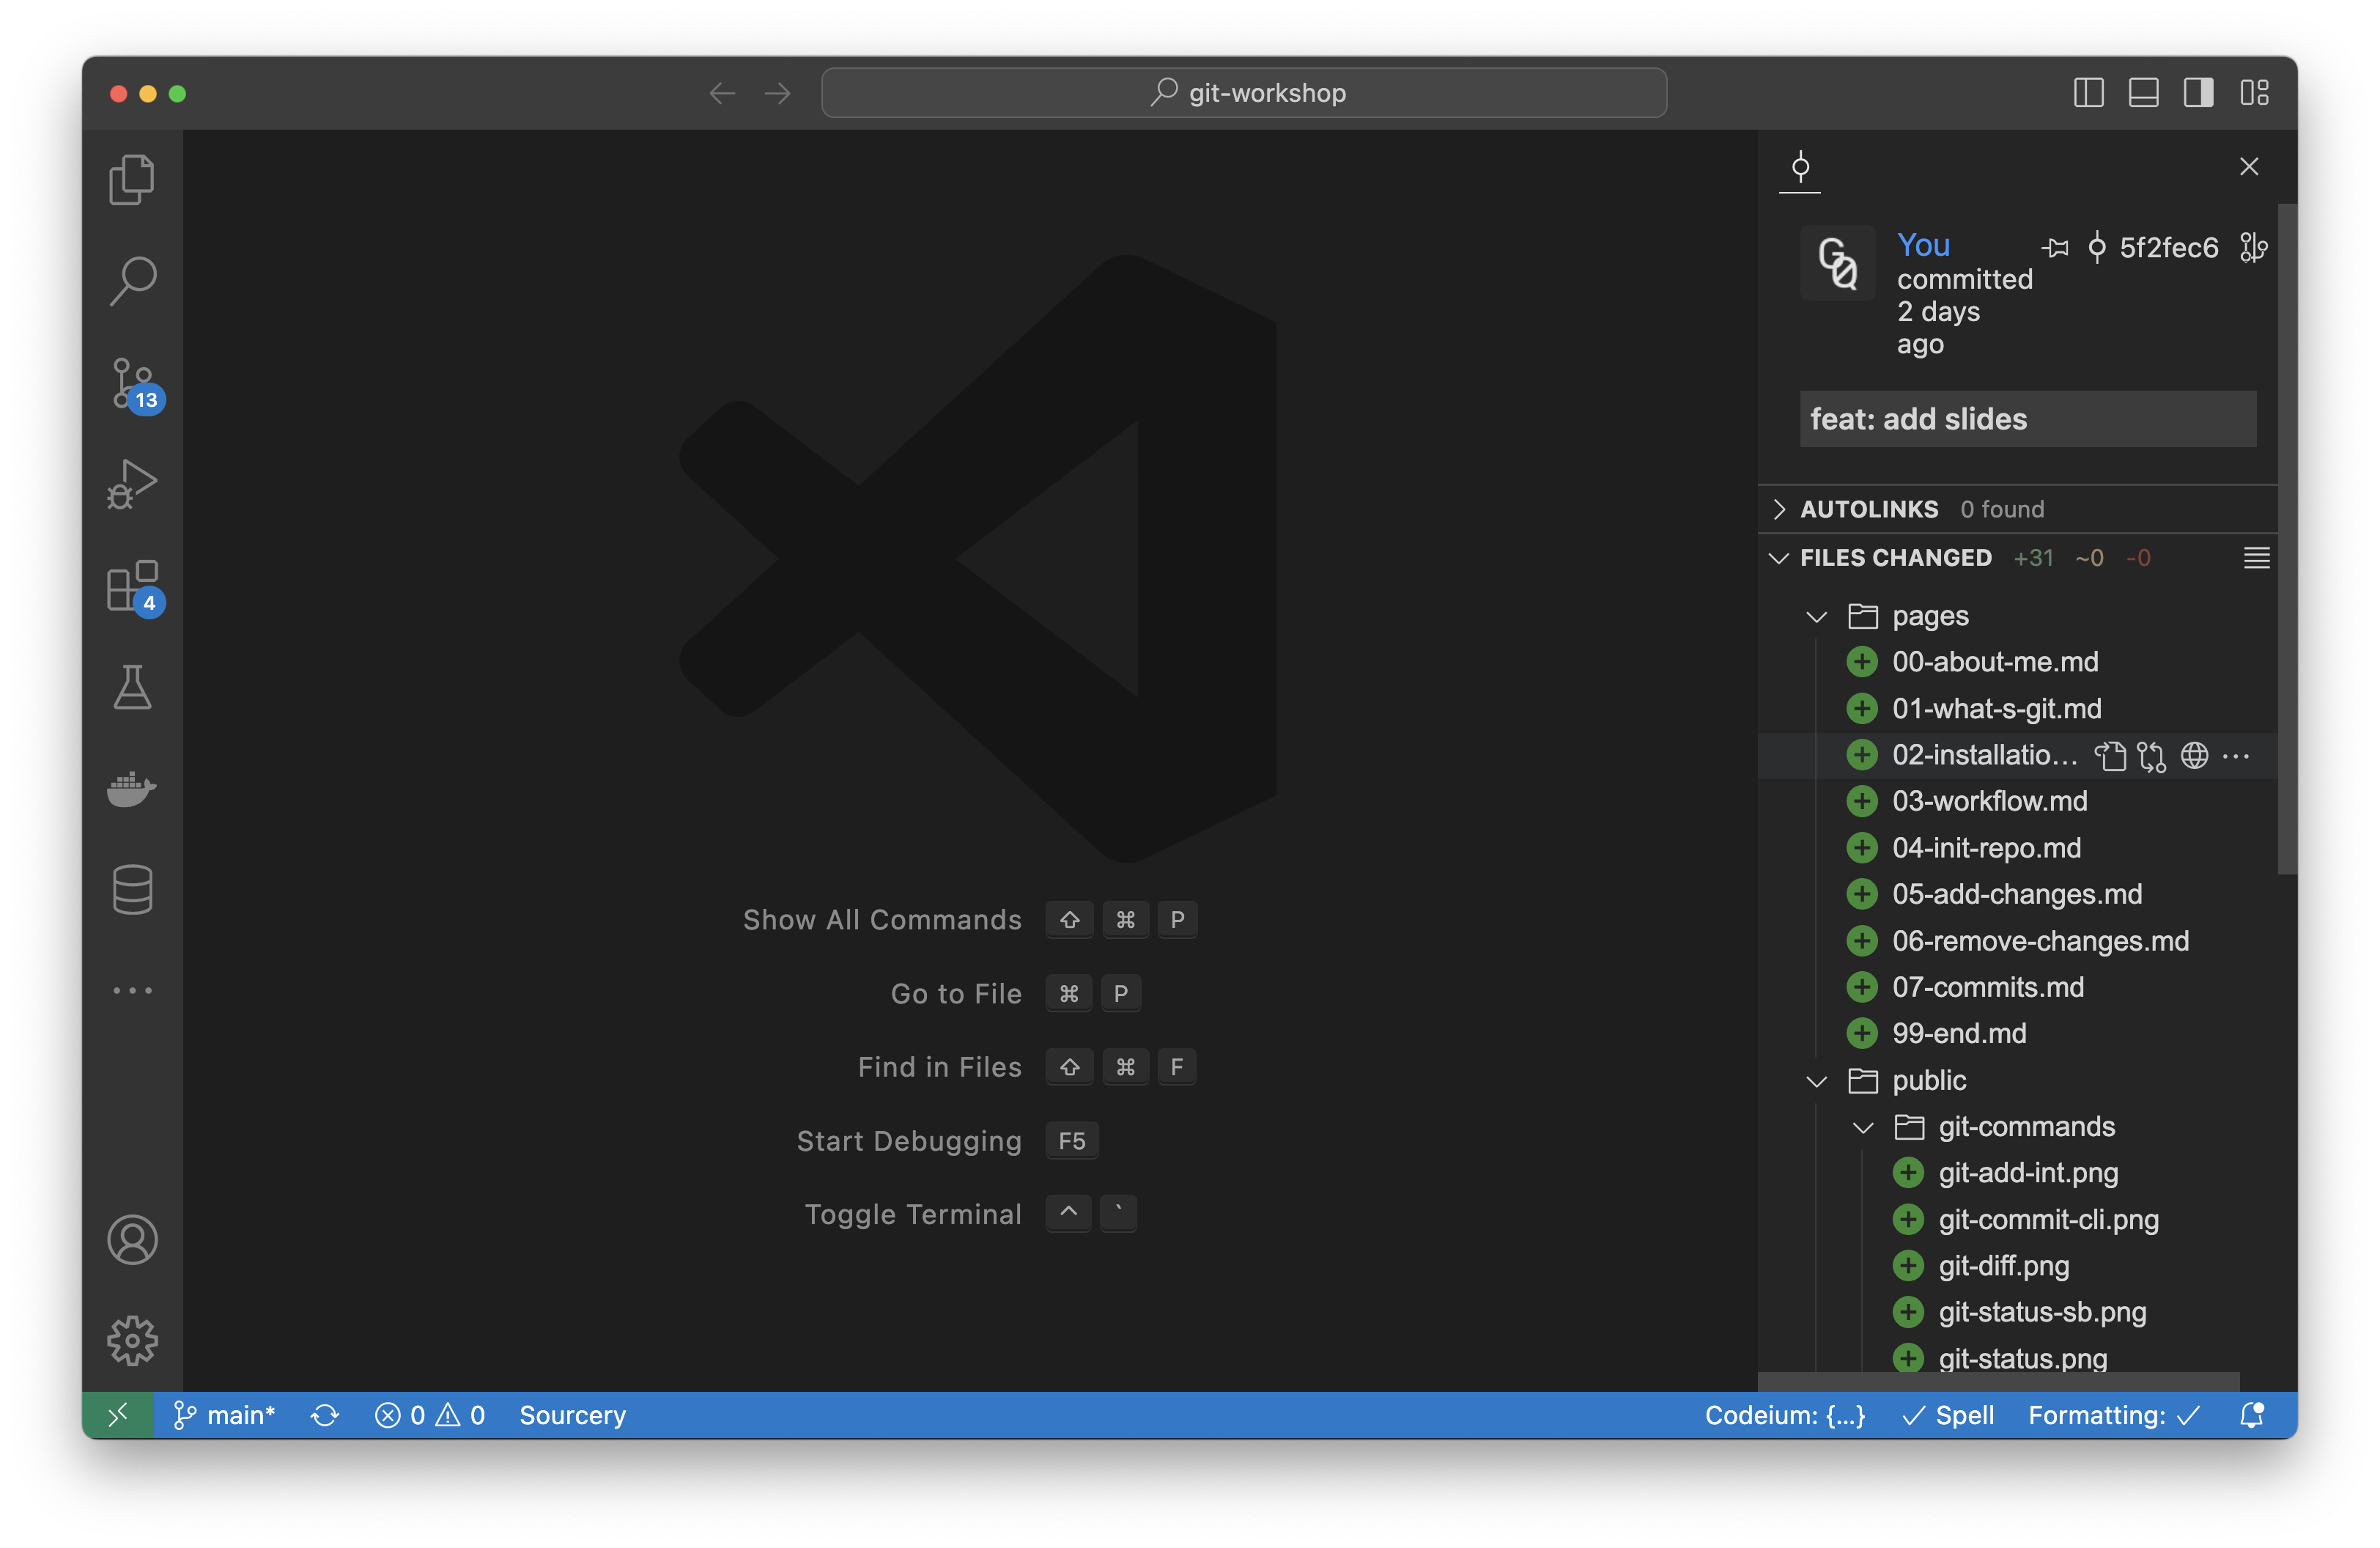 git-workshop
13
4
Show All Commands ⇧ ⌘ P
Go to File ⌘ P
Find in Files ⇧ ⌘ F
Start Debugging F5
Toggle Terminal ^ `
You
committed
2 days
ago
5f2fec6
feat: add slides
AUTOLINKS 0 found
FILES CHANGED +31 ~0 -0
pages
00-about-me.md
01-what-s-git.md
02-installatio...
03-workflow.md
04-init-repo.md
05-add-changes.md
06-remove-changes.md
07-commits.md
99-end.md
public
git-commands
git-add-int.png
git-commit-cli.png
git-diff.png
git-status-sb.png
git-status.png
main* 0 0 Sourcery Codeium: {...} Spell Formatting: